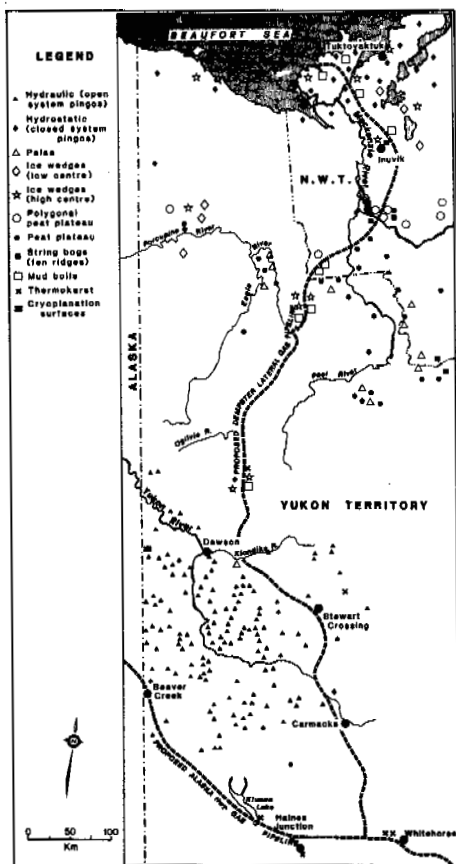 BEAUFORT SEA
Tuktoyaktuk
LEGEND
Hydraulic (open
system pingos)
Hydrostatic
(closed system
pingos)
Palsa
Ice wedges
(low centre)
Ice wedges
(high centre)
Polygonal
peat plateau
Peat plateau
String bogs
(fen ridges)
Mud boils
Thermokarst
Cryoplanation
surfaces
Mackenzie River
Inuvik
N.W.T.
Porcupine River
Eagle River
ALASKA
PROPOSED DEMPSTER LATERAL GAS PIPELINE
Peel River
Ogilvie R.
YUKON TERRITORY
Yukon River
Dawson
Klondike R.
Stewart
Crossing
Beaver
Creek
Carmacks
N
PROPOSED ALASKA HWY GAS PIPELINE
Kluane
Lake
Haines
Junction
Whitehorse
0 50 100
Km